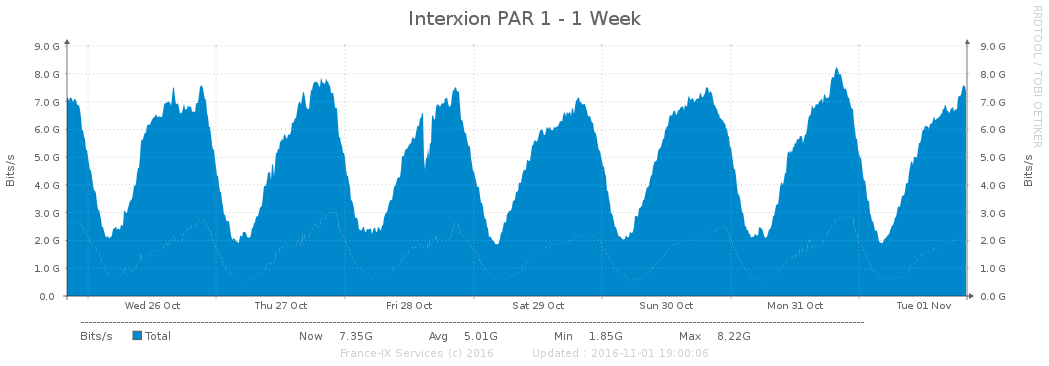 Interxion PAR 1 - 1 Week
RRDTOOL / TOBI OETIKER
Bits/s
9.0 G 9.0 G
8.0 G 8.0 G
7.0 G 7.0 G
6.0 G 6.0 G
5.0 G 5.0 G
4.0 G 4.0 G
3.0 G 3.0 G
2.0 G 2.0 G
1.0 G 1.0 G
0.0 0.0 G
Bits/s
Wed 26 Oct Thu 27 Oct Fri 28 Oct Sat 29 Oct Sun 30 Oct Mon 31 Oct Tue 01 Nov
Bits/s Total Now 7.35G Avg 5.01G Min 1.85G Max 8.22G
France-IX Services (c) 2016 Updated : 2016-11-01 19:00:06